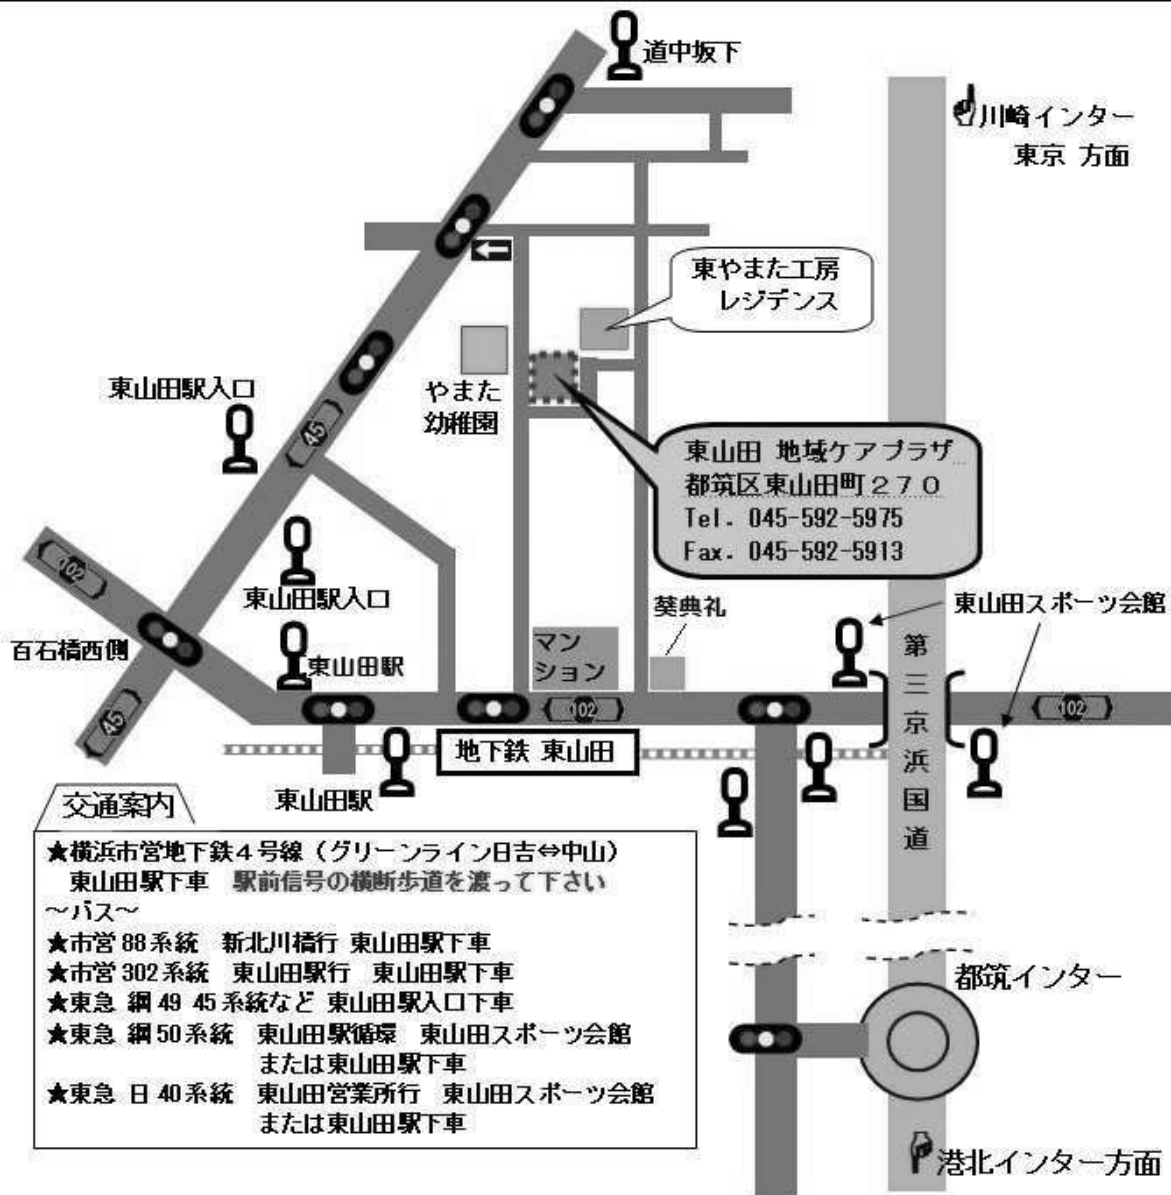 道中坂下
川崎インター
東京 方面
東やまた工房
レジデンス
東山田駅入口
45
やまた
幼稚園
東山田 地域ケアプラザ
都筑区東山田町270
Tel. 045-592-5975
Fax. 045-592-5913
102
東山田駅入口
葵典礼
東山田スポーツ会館
百石橋西側
東山田駅
マン
ション
第三京浜国道
45
102
102
地下鉄 東山田
東山田駅
交通案内
★横浜市営地下鉄4号線（グリーンライン日吉⇔中山）
東山田駅下車 駅前信号の横断歩道を渡って下さい
～バス～
★市営88系統 新北川橋行 東山田駅下車
★市営302系統 東山田駅行 東山田駅下車
★東急 綱49 45系統など 東山田駅入口下車
★東急 綱50系統 東山田駅循環 東山田スポーツ会館
または東山田駅下車
★東急 日40系統 東山田営業所行 東山田スポーツ会館
または東山田駅下車
都筑インター
港北インター方面